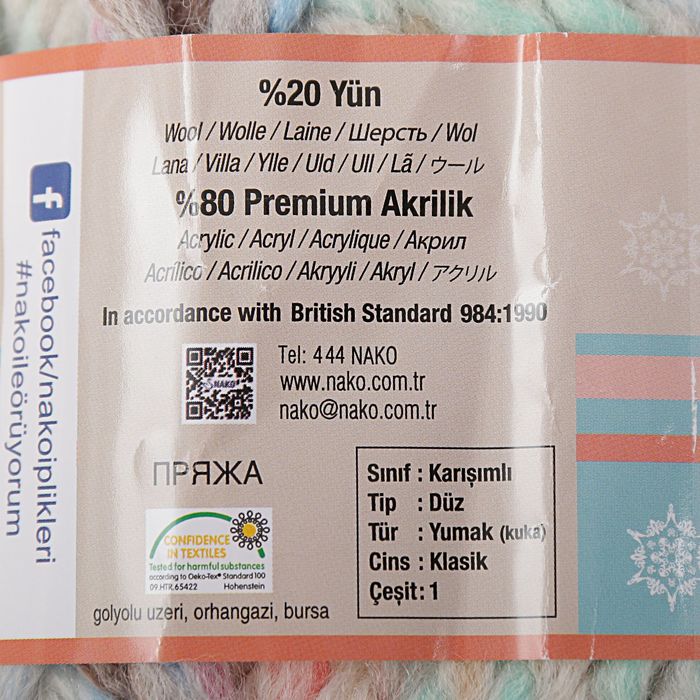 %20 Yün
Wool / Wolle / Laine / Шерсть / Wol
Lana / Villa / Ylle / Uld / Ull / Lã / ウール
%80 Premium Akrilik
Acrylic / Acryl / Acrylique / Акрил
Acrílico / Acrilico / Akryyli / Akryl / アクリル
In accordance with British Standard 984:1990
NAKO
Tel: 444 NAKO
www.nako.com.tr
nako@nako.com.tr
ПРЯЖА
CONFIDENCE
IN TEXTILES
Tested for harmful substances
according to Oeko-Tex® Standard 100
09.HTR.65422 Hohenstein
golyolu uzeri, orhangazi, bursa
Sınıf : Karışımlı
Tip : Düz
Tür : Yumak (kuka)
Cins : Klasik
Çeşit : 1
f facebook/nakoiplikleri
#nakoileörüyorum